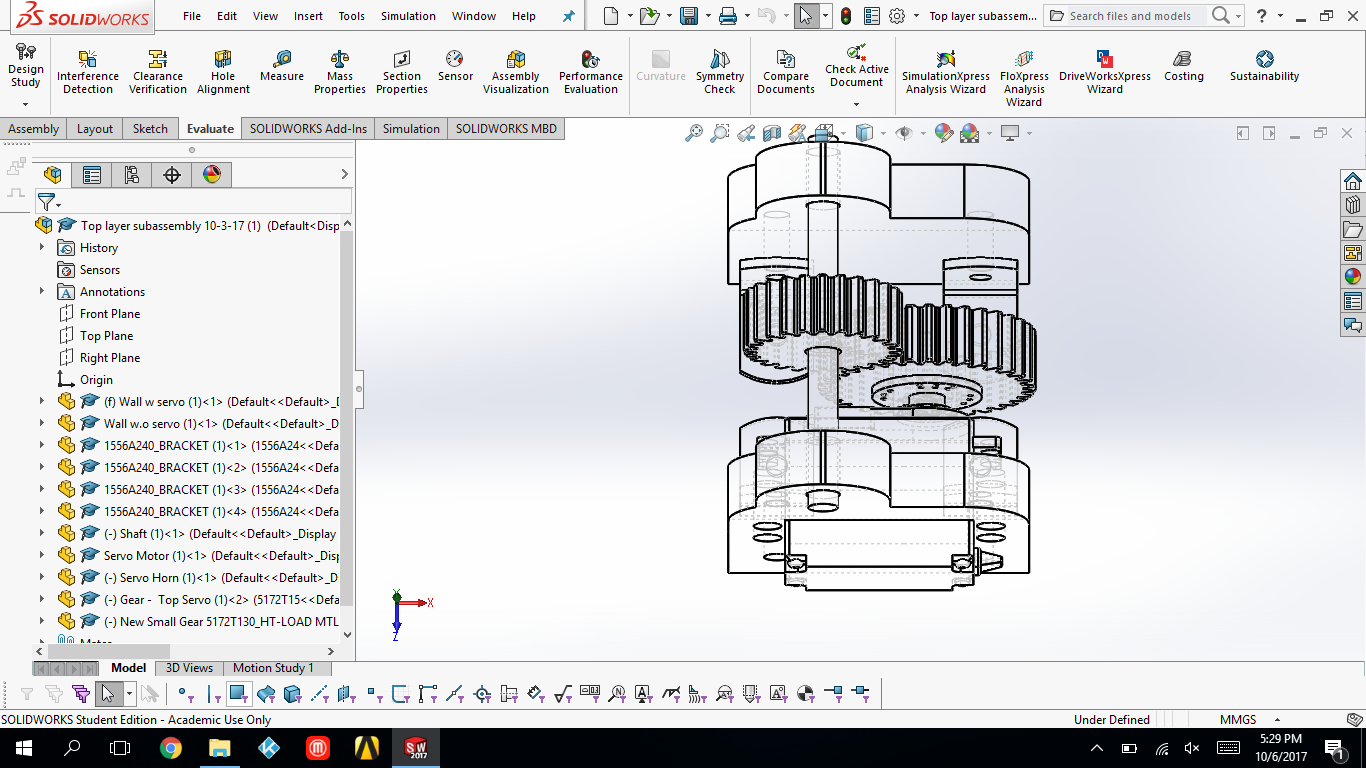 SOLIDWORKS File Edit View Insert Tools Simulation Window Help Top layer subassem... Search files and models ?
Design Study
Interference Detection
Clearance Verification
Hole Alignment
Measure
Mass Properties
Section Properties
Sensor
Assembly Visualization
Performance Evaluation
Curvature
Symmetry Check
Compare Documents
Check Active Document
SimulationXpress Analysis Wizard
FloXpress Analysis Wizard
DriveWorksXpress Wizard
Costing
Sustainability
Assembly Layout Sketch Evaluate SOLIDWORKS Add-Ins Simulation SOLIDWORKS MBD
Top layer subassembly 10-3-17 (1) (Default<Disp
History
Sensors
Annotations
Front Plane
Top Plane
Right Plane
Origin
(f) Wall w servo (1)<1> (Default<<Default>_D
Wall w.o servo (1)<1> (Default<<Default>_D
1556A240_BRACKET (1)<1> (1556A24<<Defa
1556A240_BRACKET (1)<2> (1556A24<<Defa
1556A240_BRACKET (1)<3> (1556A24<<Defa
1556A240_BRACKET (1)<4> (1556A24<<Defa
(-) Shaft (1)<1> (Default<<Default>_Display
Servo Motor (1)<1> (Default<<Default>_Disp
(-) Servo Horn (1)<1> (Default<<Default>_D
(-) Gear - Top Servo (1)<2> (5172T15<<Defa
(-) New Small Gear 5172T130_HT-LOAD MTL
Y
X
Z
Model 3D Views Motion Study 1
SOLIDWORKS Student Edition - Academic Use Only Under Defined MMGS
5:29 PM
10/6/2017
SW
2017
1